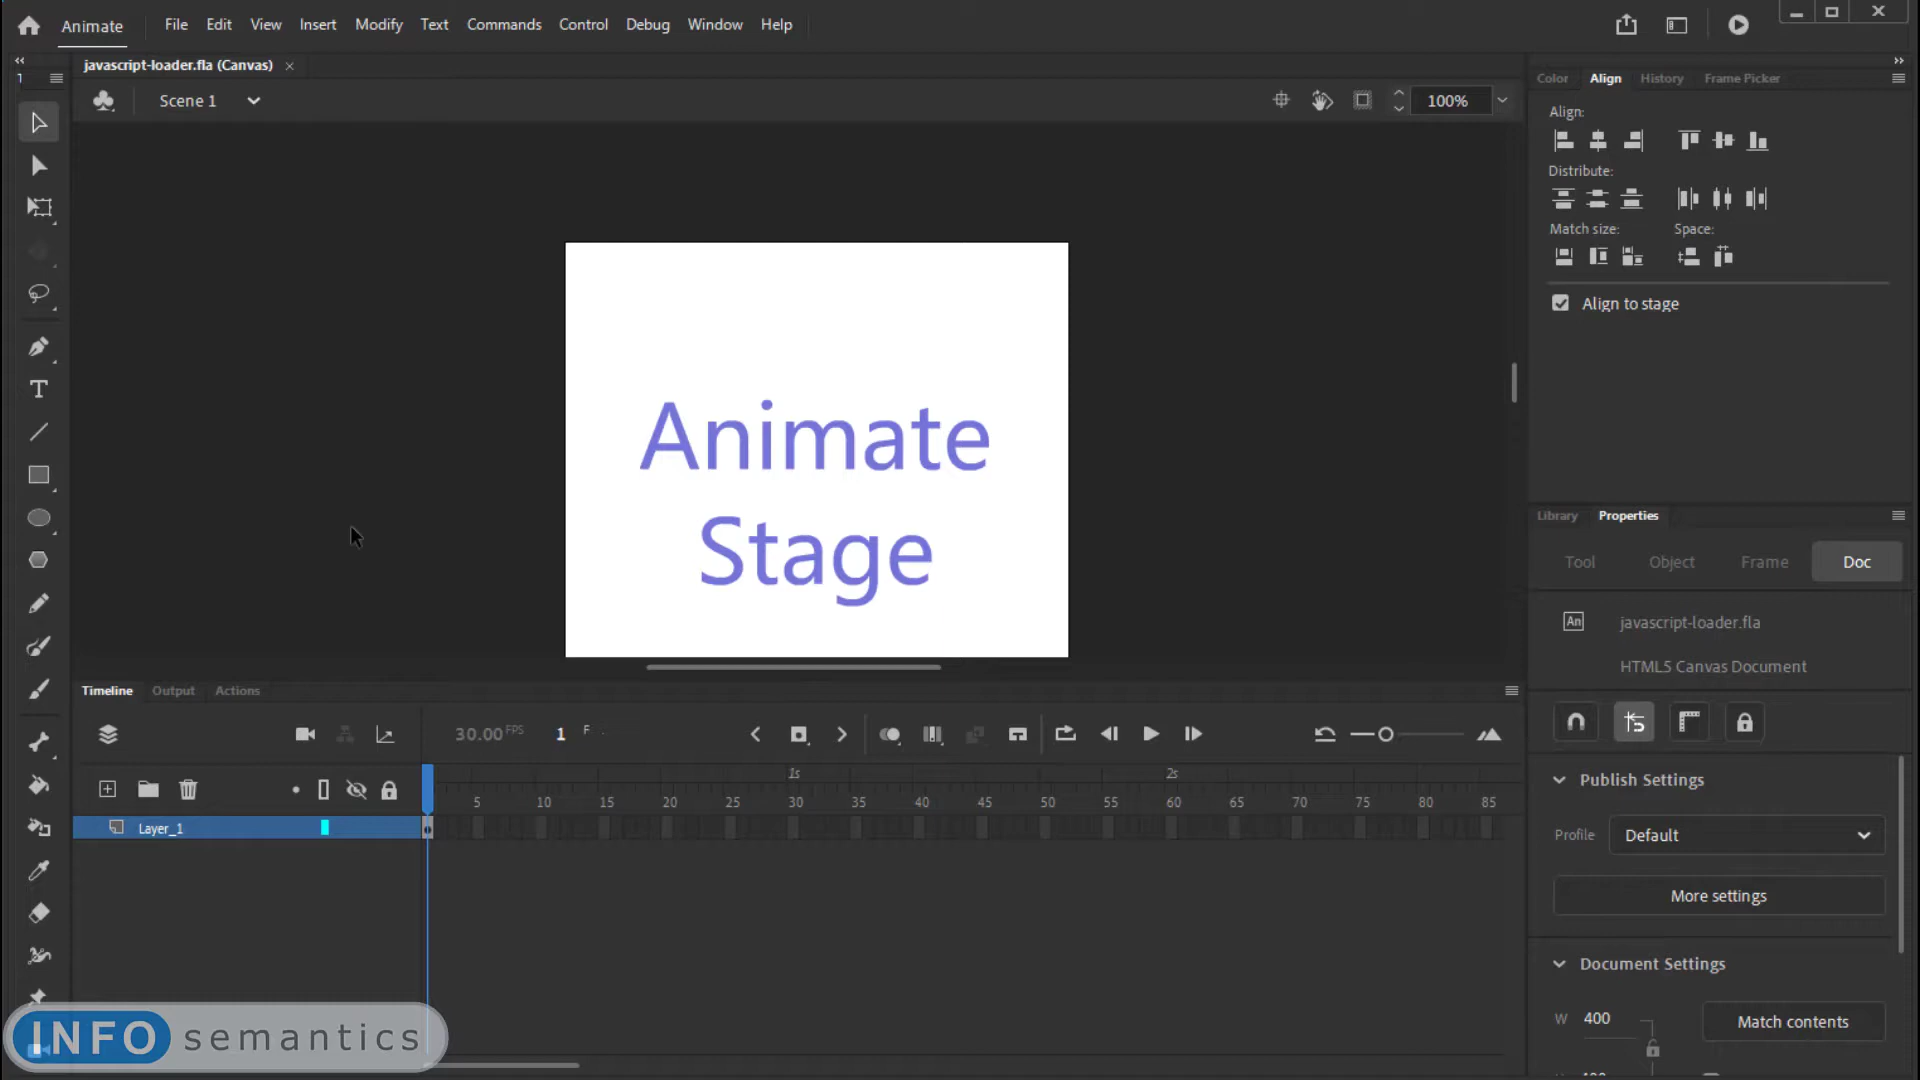 Animate File Edit View Insert Modify Text Commands Control Debug Window Help
javascript-loader.fla (Canvas)
Scene 1
100%
Color Align History Frame Picker
Align:
Distribute:
Match size: Space:
Align to stage
Animate
Stage
Library Properties
Tool Object Frame Doc
An javascript-loader.fla
HTML5 Canvas Document
Timeline Output Actions
30.00 FPS 1 F
1s 2s
5 10 15 20 25 30 35 40 45 50 55 60 65 70 75 80 85
Layer_1
Publish Settings
Profile Default
More settings
Document Settings
W 400 Match contents
INFO semantics